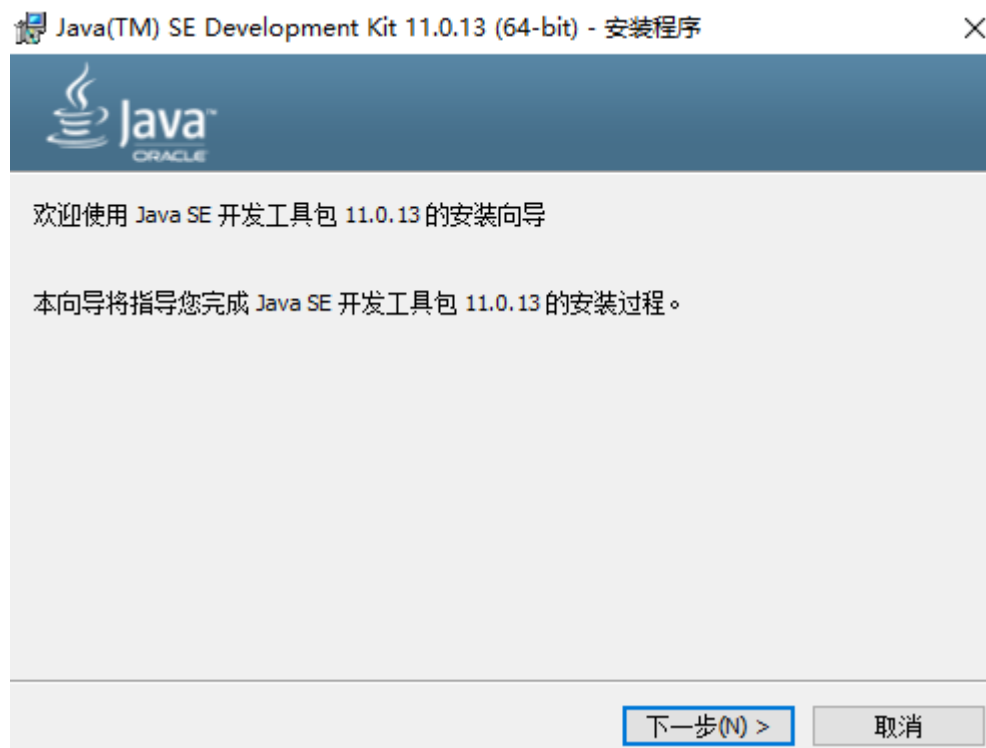 Java(TM) SE Development Kit 11.0.13 (64-bit) - 安装程序
Java™
ORACLE
欢迎使用 Java SE 开发工具包 11.0.13 的安装向导
本向导将指导您完成 Java SE 开发工具包 11.0.13 的安装过程。
下一步(N) >
取消